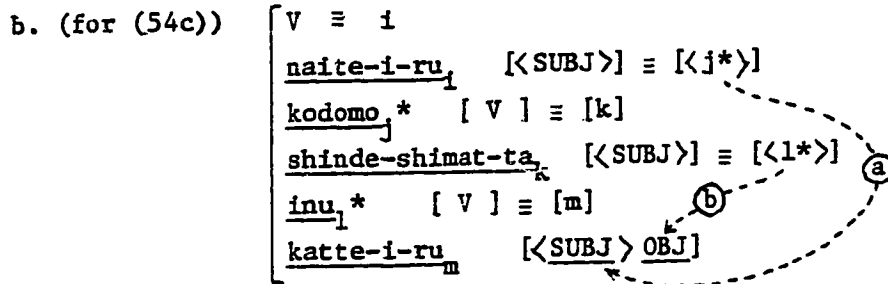 b. (for (54c)) V ≡ i
naite-i-ru_i [<SUBJ>] ≡ [<j*>]
kodomo_j* [ V ] ≡ [k]
shinde-shimat-ta_k [<SUBJ>] ≡ [<l*>]
a
inu_l* [ V ] ≡ [m]
b
katte-i-ru_m [<SUBJ> OBJ]